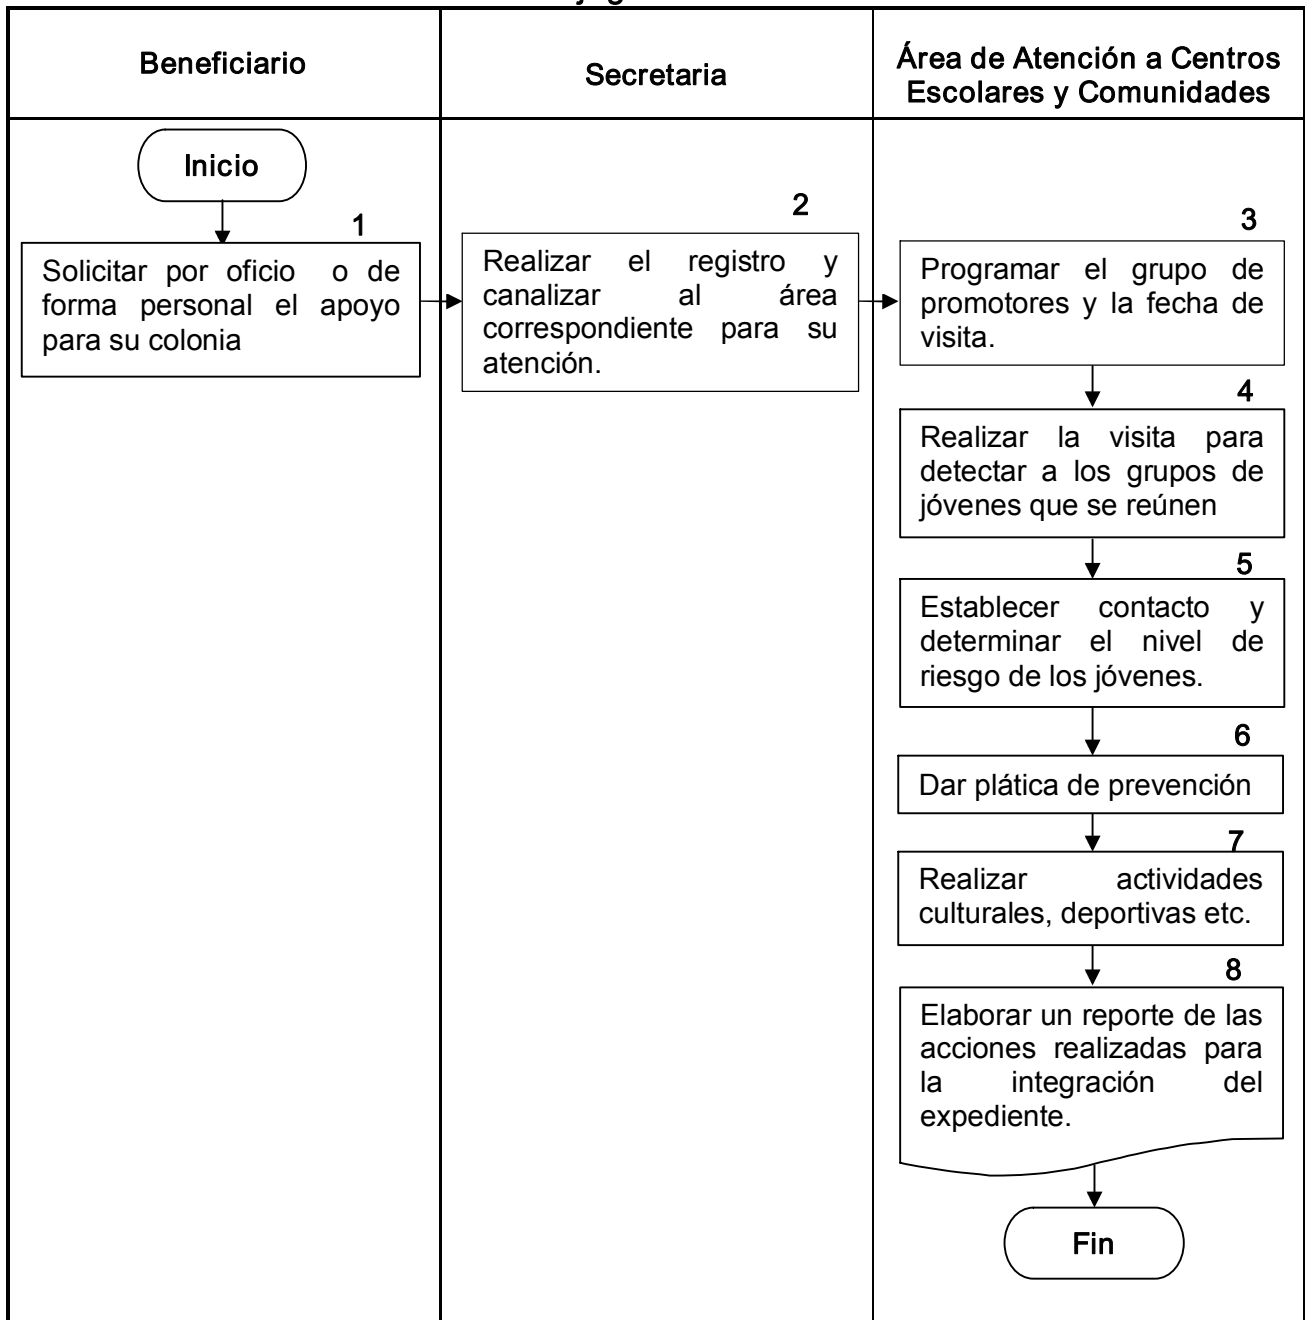 Beneficiario
Secretaria
Área de Atención a Centros
Escolares y Comunidades
Inicio
1
Solicitar por oficio o de
forma personal el apoyo
para su colonia
2
Realizar el registro y
canalizar al área
correspondiente para su
atención.
3
Programar el grupo de
promotores y la fecha de
visita.
4
Realizar la visita para
detectar a los grupos de
jóvenes que se reúnen
5
Establecer contacto y
determinar el nivel de
riesgo de los jóvenes.
6
Dar plática de prevención
7
Realizar actividades
culturales, deportivas etc.
8
Elaborar un reporte de las
acciones realizadas para
la integración del
expediente.
Fin